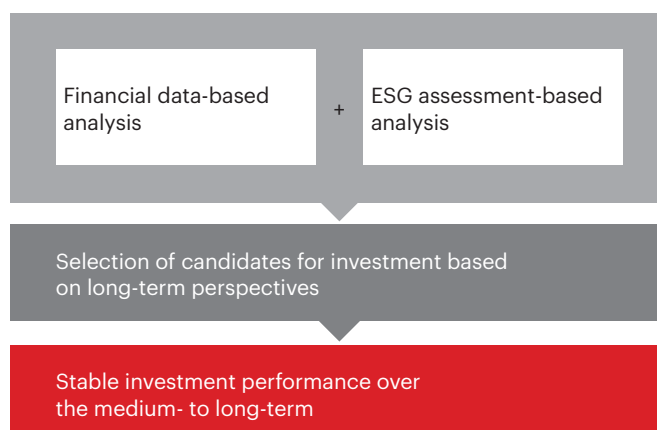 Financial data-based
analysis
+
ESG assessment-based
analysis
Selection of candidates for investment based
on long-term perspectives
Stable investment performance over
the medium- to long-term